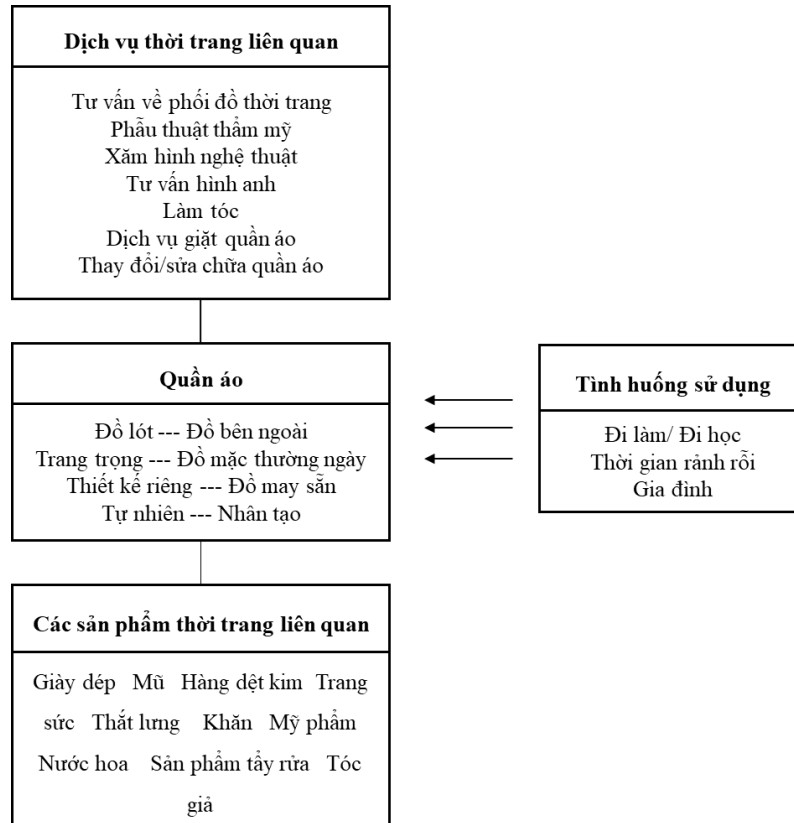 Dịch vụ thời trang liên quan
Tư vấn về phối đồ thời trang
Phẫu thuật thẩm mỹ
Xăm hình nghệ thuật
Tư vấn hình anh
Làm tóc
Dịch vụ giặt quần áo
Thay đổi/sửa chữa quần áo
Quần áo
Đồ lót --- Đồ bên ngoài
Trang trọng --- Đồ mặc thường ngày
Thiết kế riêng --- Đồ may sẵn
Tự nhiên --- Nhân tạo
Tình huống sử dụng
Đi làm/ Đi học
Thời gian rảnh rỗi
Gia đình
Các sản phẩm thời trang liên quan
Giày dép Mũ Hàng dệt kim Trang
sức Thắt lưng Khăn Mỹ phẩm
Nước hoa Sản phẩm tẩy rửa Tóc
giả